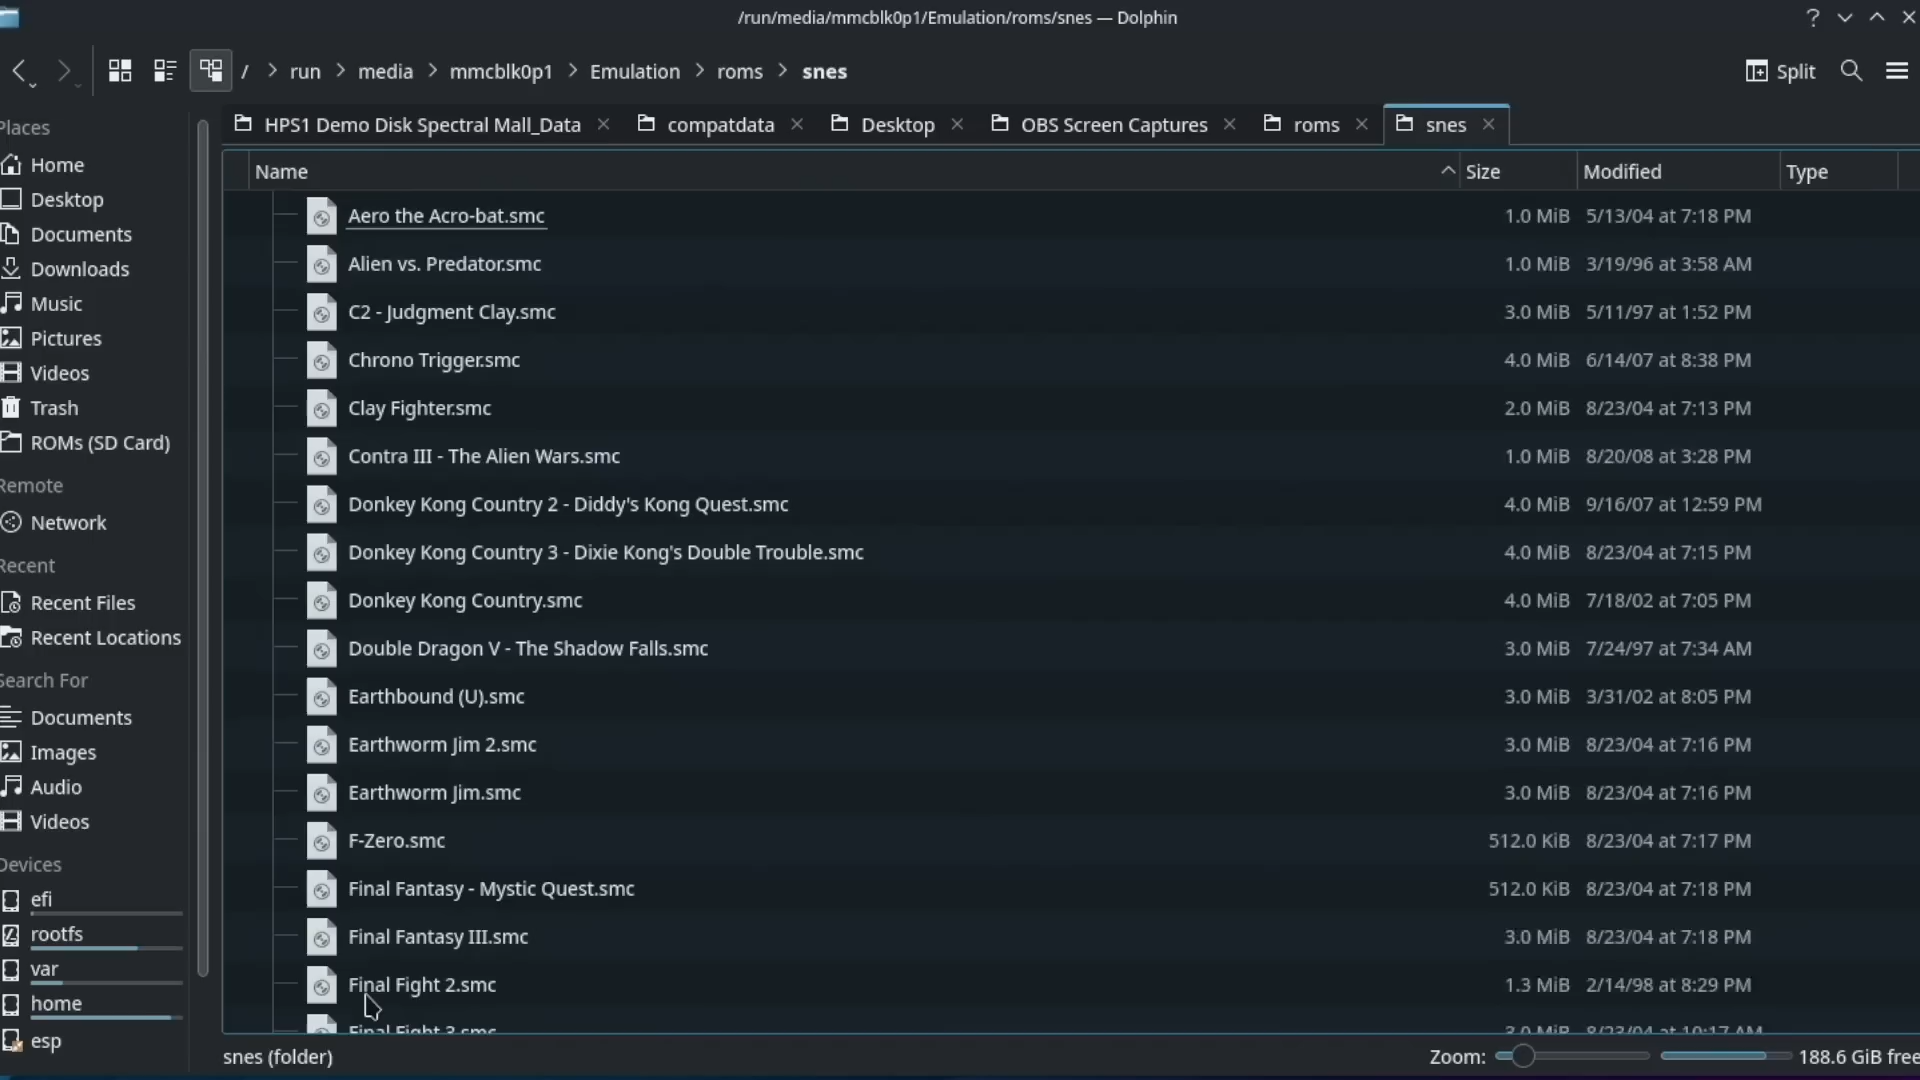 /run/media/mmcblk0p1/Emulation/roms/snes — Dolphin
/ > run > media > mmcblk0p1 > Emulation > roms > snes
Split
Places
Home
Desktop
Documents
Downloads
Music
Pictures
Videos
Trash
ROMs (SD Card)
Remote
Network
Recent
Recent Files
Recent Locations
Search For
Documents
Images
Audio
Videos
Devices
efi
rootfs
var
home
esp
HPS1 Demo Disk Spectral Mall_Data
compatdata
Desktop
OBS Screen Captures
roms
snes
Name Size Modified Type
Aero the Acro-bat.smc 1.0 MiB 5/13/04 at 7:18 PM
Alien vs. Predator.smc 1.0 MiB 3/19/96 at 3:58 AM
C2 - Judgment Clay.smc 3.0 MiB 5/11/97 at 1:52 PM
Chrono Trigger.smc 4.0 MiB 6/14/07 at 8:38 PM
Clay Fighter.smc 2.0 MiB 8/23/04 at 7:13 PM
Contra III - The Alien Wars.smc 1.0 MiB 8/20/08 at 3:28 PM
Donkey Kong Country 2 - Diddy's Kong Quest.smc 4.0 MiB 9/16/07 at 12:59 PM
Donkey Kong Country 3 - Dixie Kong's Double Trouble.smc 4.0 MiB 8/23/04 at 7:15 PM
Donkey Kong Country.smc 4.0 MiB 7/18/02 at 7:05 PM
Double Dragon V - The Shadow Falls.smc 3.0 MiB 7/24/97 at 7:34 AM
Earthbound (U).smc 3.0 MiB 3/31/02 at 8:05 PM
Earthworm Jim 2.smc 3.0 MiB 8/23/04 at 7:16 PM
Earthworm Jim.smc 3.0 MiB 8/23/04 at 7:16 PM
F-Zero.smc 512.0 KiB 8/23/04 at 7:17 PM
Final Fantasy - Mystic Quest.smc 512.0 KiB 8/23/04 at 7:18 PM
Final Fantasy III.smc 3.0 MiB 8/23/04 at 7:18 PM
Final Fight 2.smc 1.3 MiB 2/14/98 at 8:29 PM
Final Fight 3.smc 3.0 MiB 8/23/04 at 10:17 AM
snes (folder)
Zoom:
188.6 GiB free